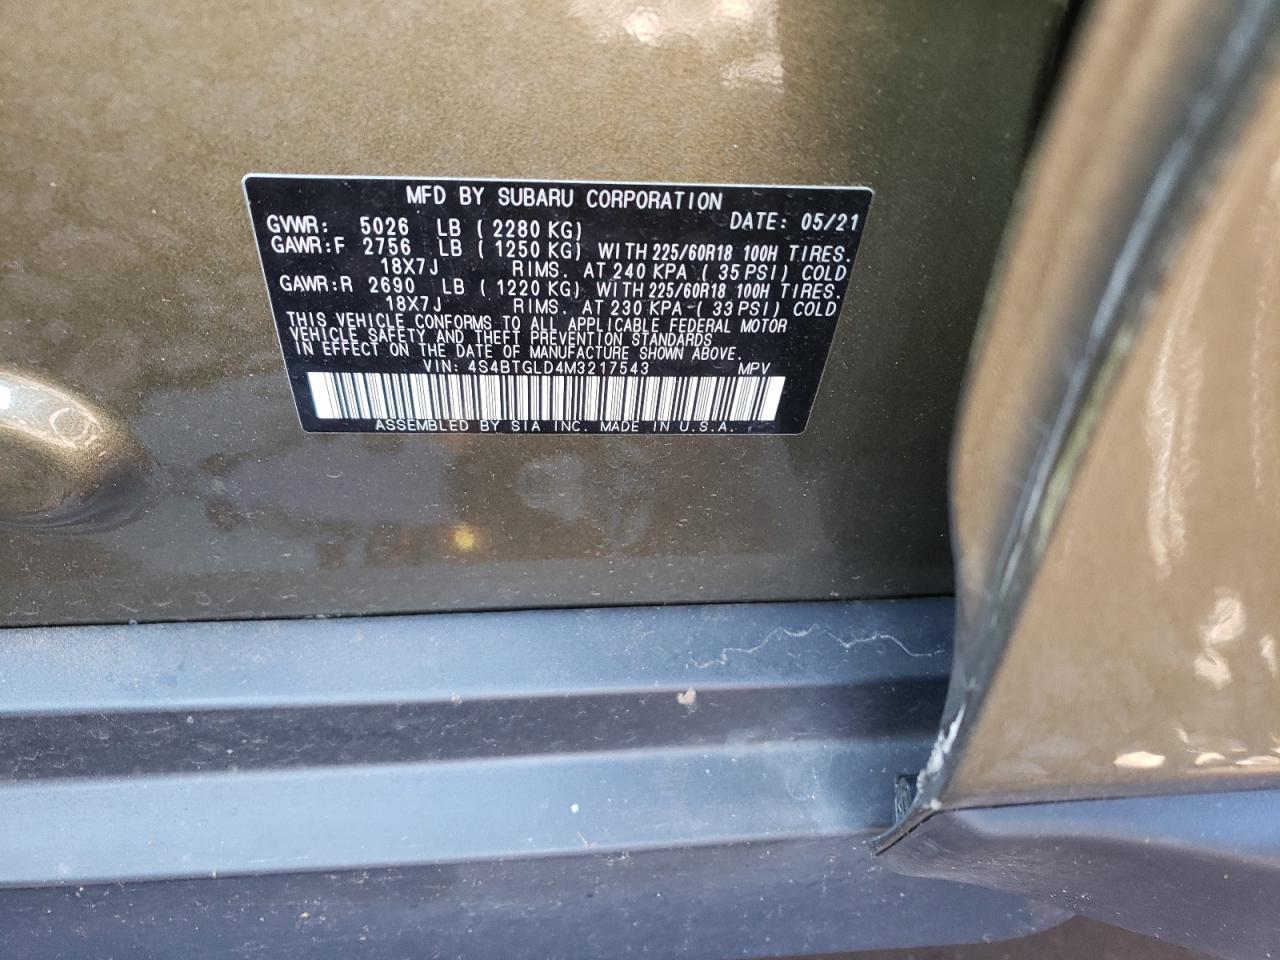 MFD BY SUBARU CORPORATION
GVWR: 5026 LB ( 2280 KG) DATE: 05/21
GAWR:F 2756 LB ( 1250 KG) WITH 225/60R18 100H TIRES.
18X7J RIMS. AT 240 KPA ( 35 PSI) COLD
GAWR:R 2690 LB ( 1220 KG) WITH 225/60R18 100H TIRES.
18X7J RIMS. AT 230 KPA ( 33 PSI) COLD
THIS VEHICLE CONFORMS TO ALL APPLICABLE FEDERAL MOTOR
VEHICLE SAFETY AND THEFT PREVENTION STANDARDS
IN EFFECT ON THE DATE OF MANUFACTURE SHOWN ABOVE.
VIN: 4S4BTGLD4M3217543 MPV
ASSEMBLED BY SIA INC. MADE IN U.S.A.